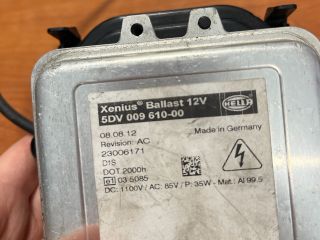 Xenius® Ballast 12V
5DV 009 610-00
HELLA
08.08.12
Made in Germany
Revision: AC
23006171
D1S
DOT 2000h
e1 03 5085
DC: 1100V / AC: 85V / P: 35W - Mat.: Al 99.5